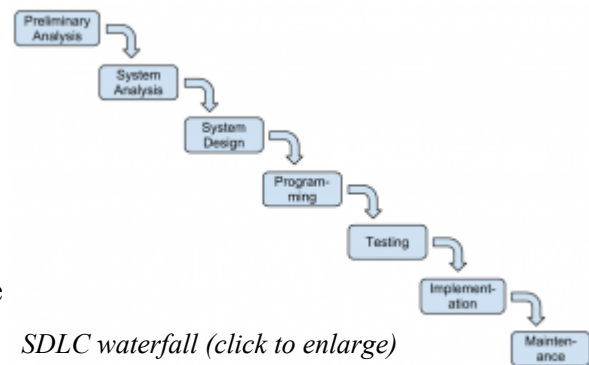 Preliminary
Analysis
System
Analysis
System
Design
Program-
ming
Testing
Implement-
ation
e
SDLC waterfall (click to enlarge)
Mainten-
ance